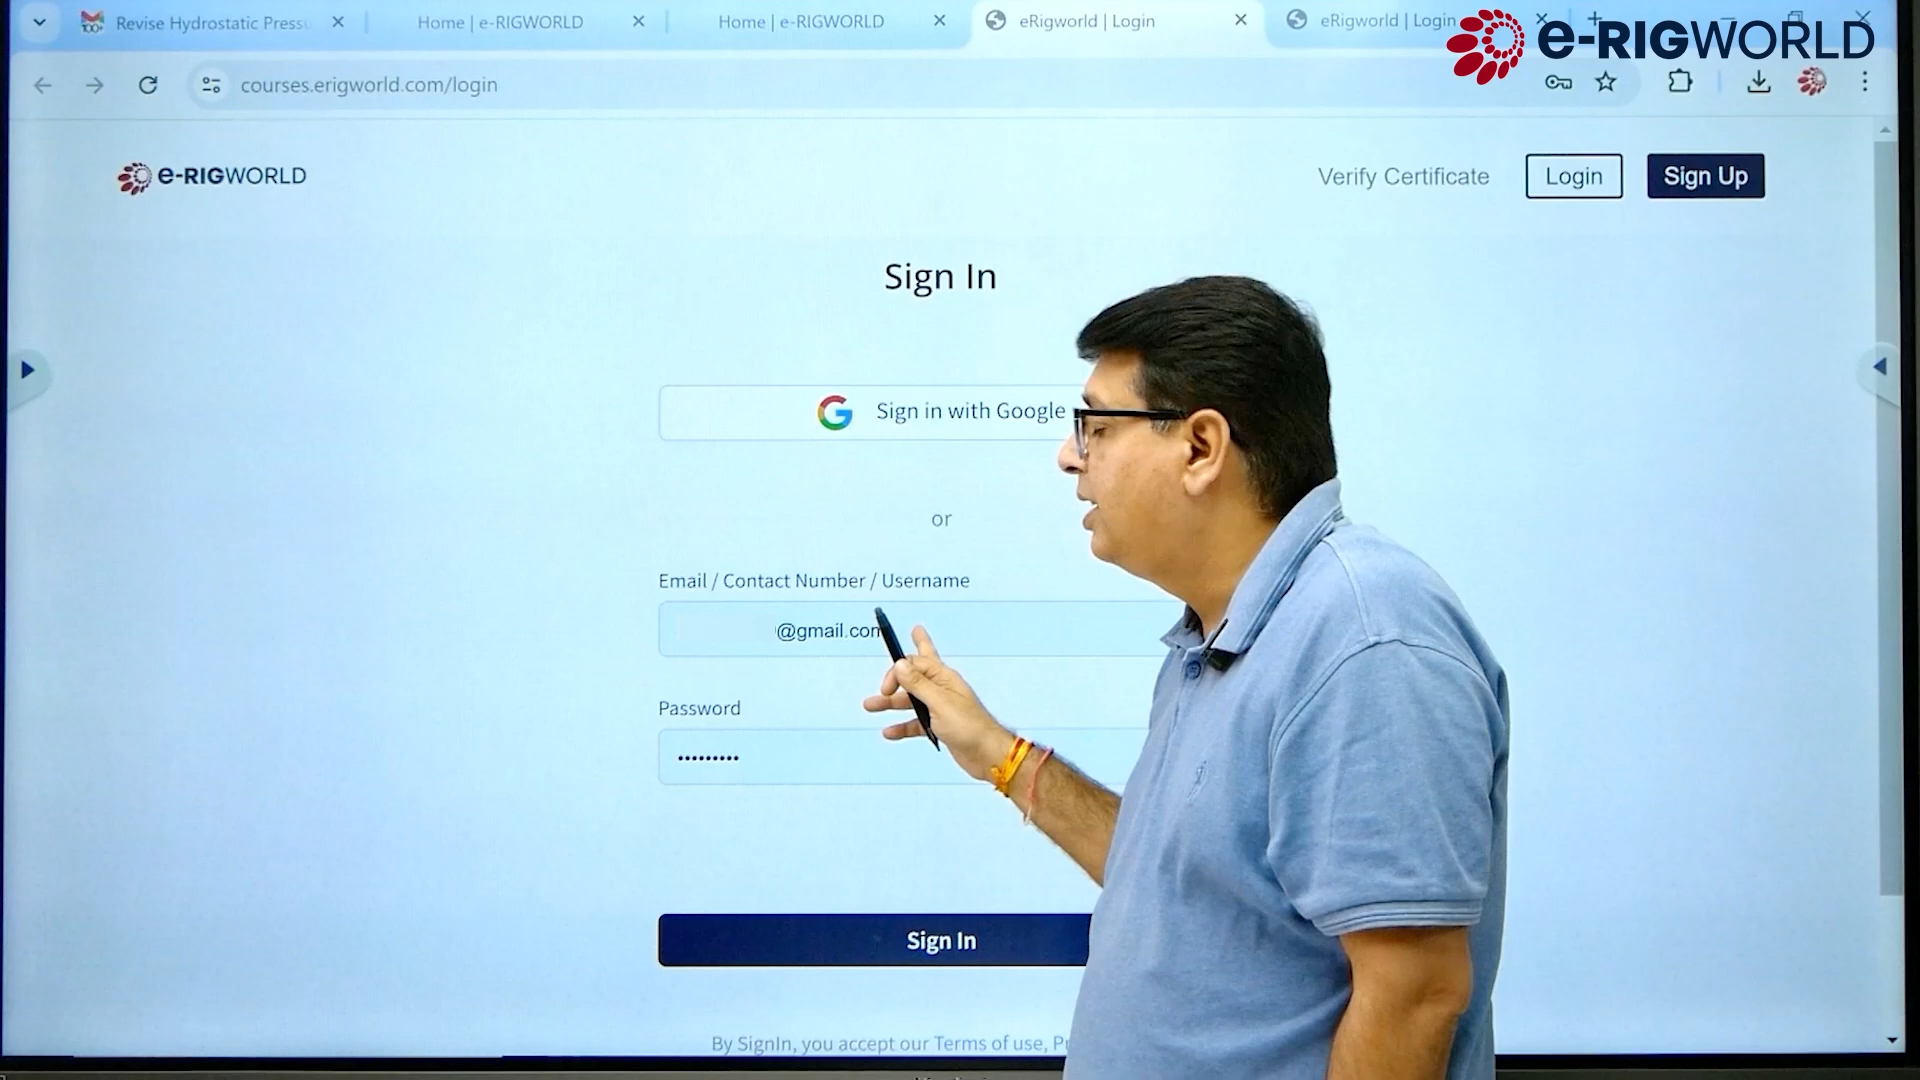 Revise Hydrostatic Pressu
Home | e-RIGWORLD
Home | e-RIGWORLD
eRigworld | Login
eRigworld | Login
e-RIGWORLD
courses.erigworld.com/login
e-RIGWORLD
Verify Certificate
Login
Sign Up
Sign In
Sign in with Google
or
Email / Contact Number / Username
@gmail.com
Password
Sign In
By SignIn, you accept our Terms of use,